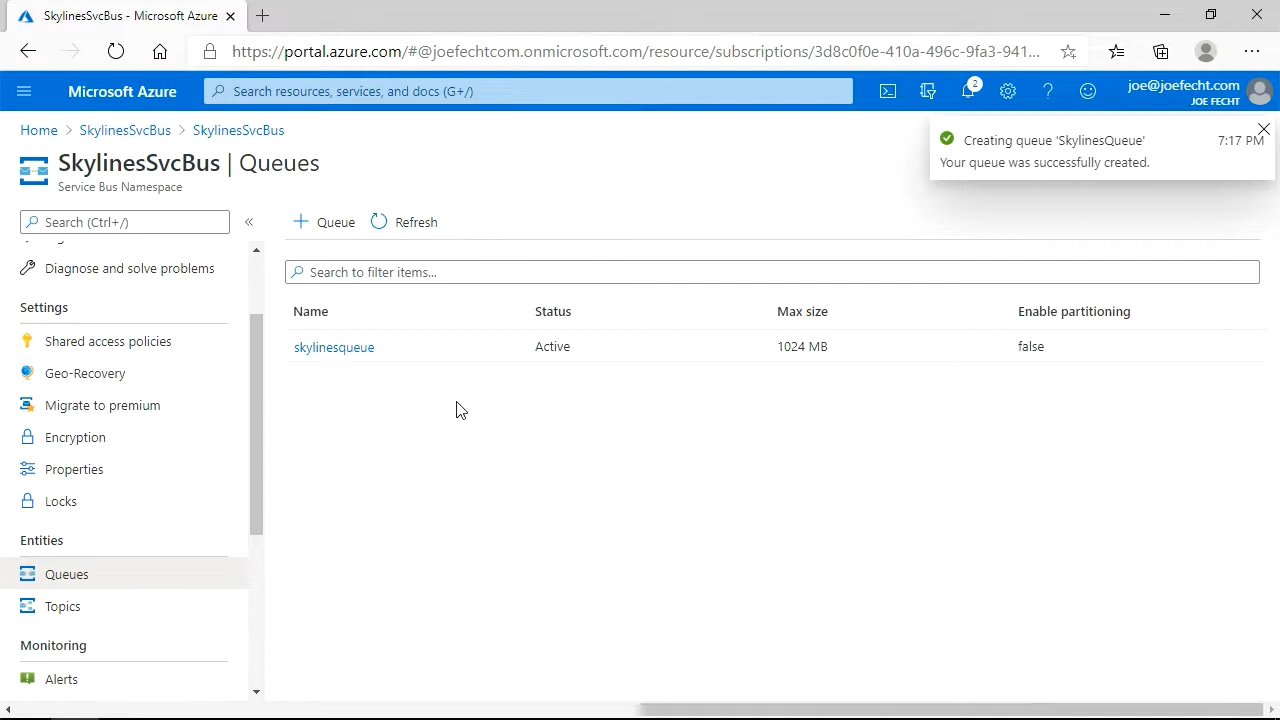 SkylinesSvcBus - Microsoft Azure
https://portal.azure.com/#@joefechtcom.onmicrosoft.com/resource/subscriptions/3d8c0f0e-410a-496c-9fa3-941...
Microsoft Azure
Search resources, services, and docs (G+/)
2
joe@joefecht.com
JOE FECHT
Home > SkylinesSvcBus > SkylinesSvcBus
Creating queue 'SkylinesQueue' 7:17 PM
Your queue was successfully created.
SkylinesSvcBus | Queues
Service Bus Namespace
Search (Ctrl+/)
«
Queue
Refresh
Diagnose and solve problems
Settings
Shared access policies
Geo-Recovery
Migrate to premium
Encryption
Properties
Locks
Entities
Queues
Topics
Monitoring
Alerts
Search to filter items...
Name Status Max size Enable partitioning
skylinesqueue Active 1024 MB false